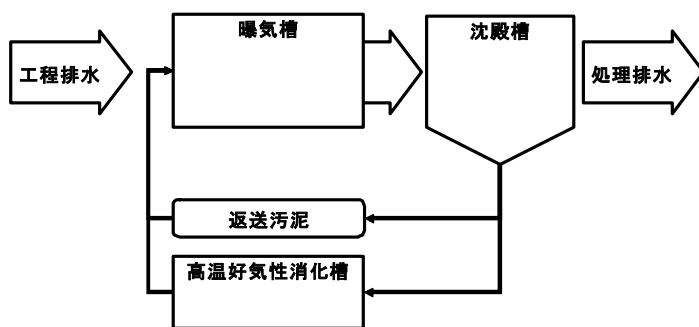 曝気槽
沈殿槽
工程排水
処理排水
返送汚泥
高温好気性消化槽